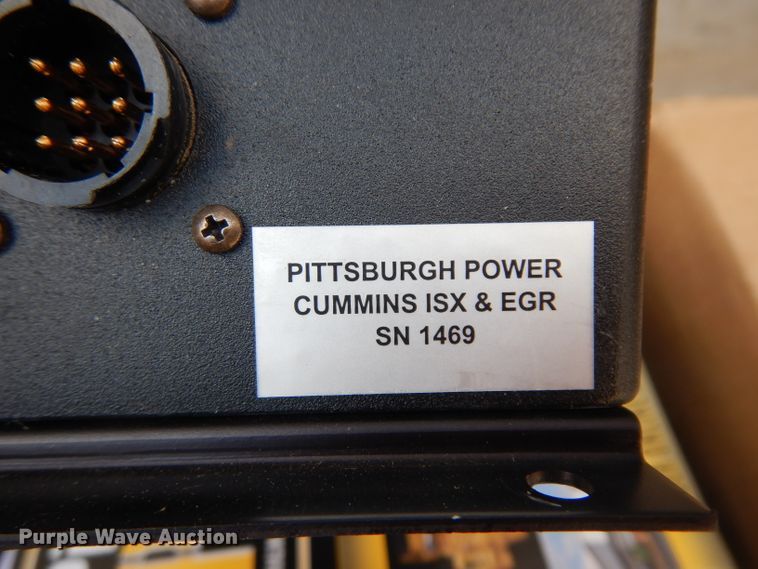 PITTSBURGH POWER
CUMMINS ISX & EGR
SN 1469
Purple Wave Auction